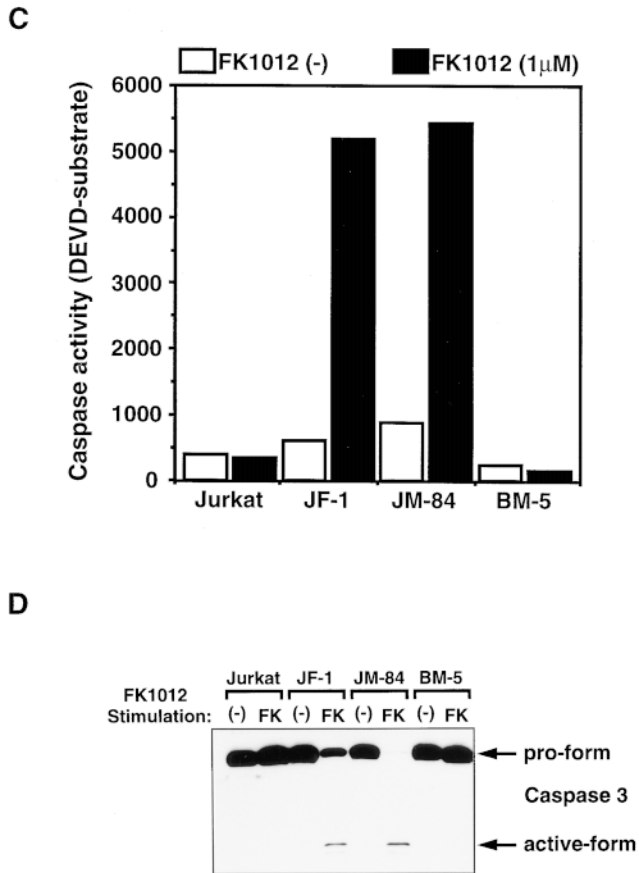 C
FK1012 (-) FK1012 (1μM)
6000
5000
4000
3000
2000
1000
0
Caspase activity (DEVD-substrate)
Jurkat JF-1 JM-84 BM-5
D
Jurkat JF-1 JM-84 BM-5
FK1012
Stimulation: (-) FK (-) FK (-) FK (-) FK
pro-form
Caspase 3
active-form